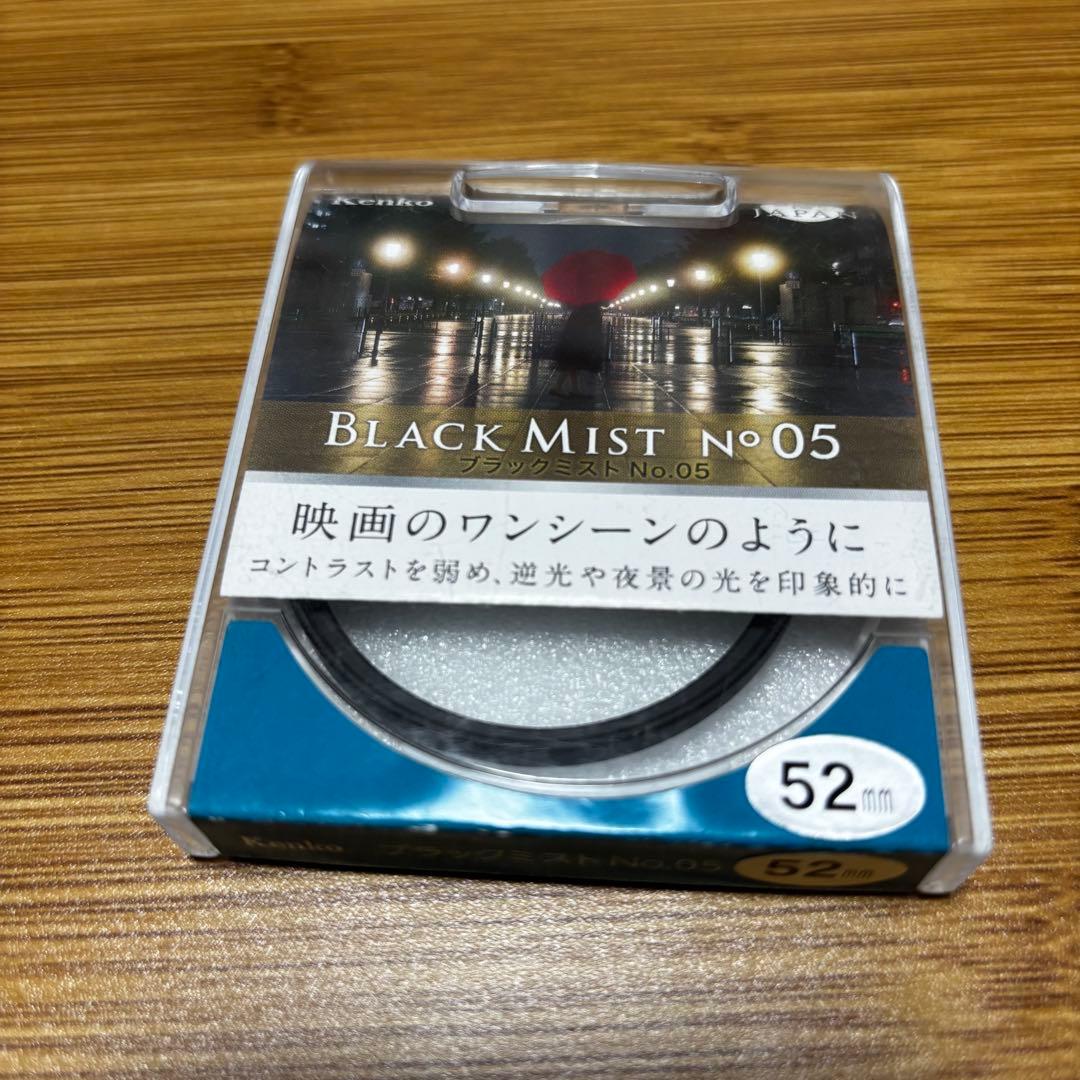 Kenko
JAPAN
BLACK MIST No 05
ブラックミスト No.05
映画のワンシーンのように
コントラストを弱め、逆光や夜景の光を印象的に
52mm
Kenko ブラックミスト No.05 52mm